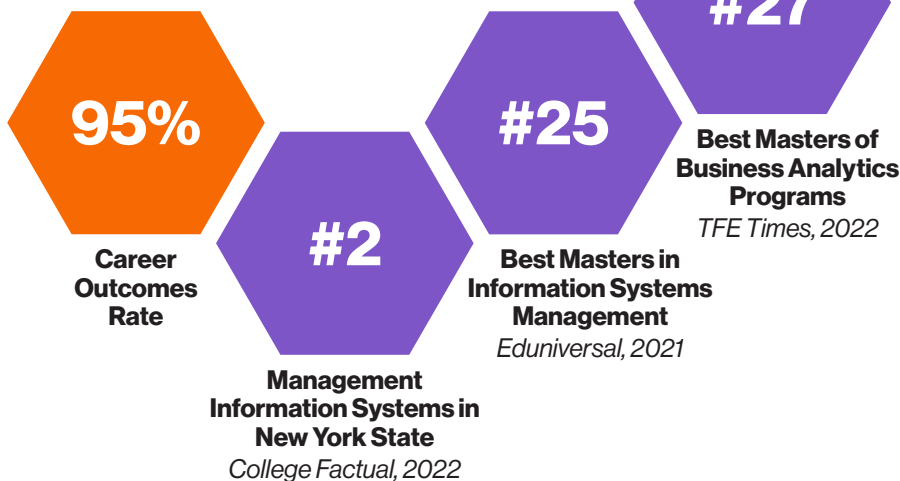 95%
Career
Outcomes
Rate
#2
Management
Information Systems in
New York State
College Factual, 2022
#25
Best Masters in
Information Systems
Management
Eduniversal, 2021
#27
Best Masters of
Business Analytics
Programs
TFE Times, 2022